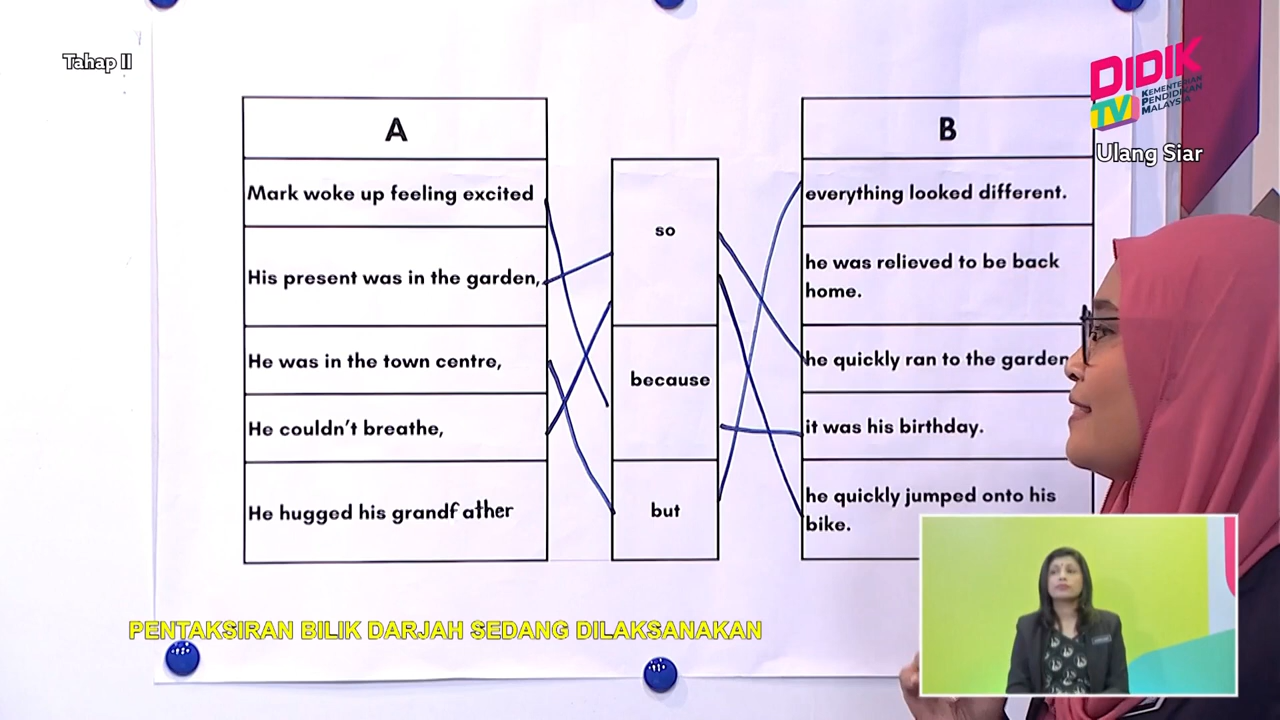 Tahap II
DIDIK
TV
KEMENTERIAN
PENDIDIKAN
MALAYSIA
Ulang Siar
A
Mark woke up feeling excited
His present was in the garden,
He was in the town centre,
He couldn't breathe,
He hugged his grandfather
so
because
but
B
everything looked different.
he was relieved to be back
home.
he quickly ran to the garden
it was his birthday.
he quickly jumped onto his
bike.
PENTAKSIRAN BILIK DARJAH SEDANG DILAKSANAKAN